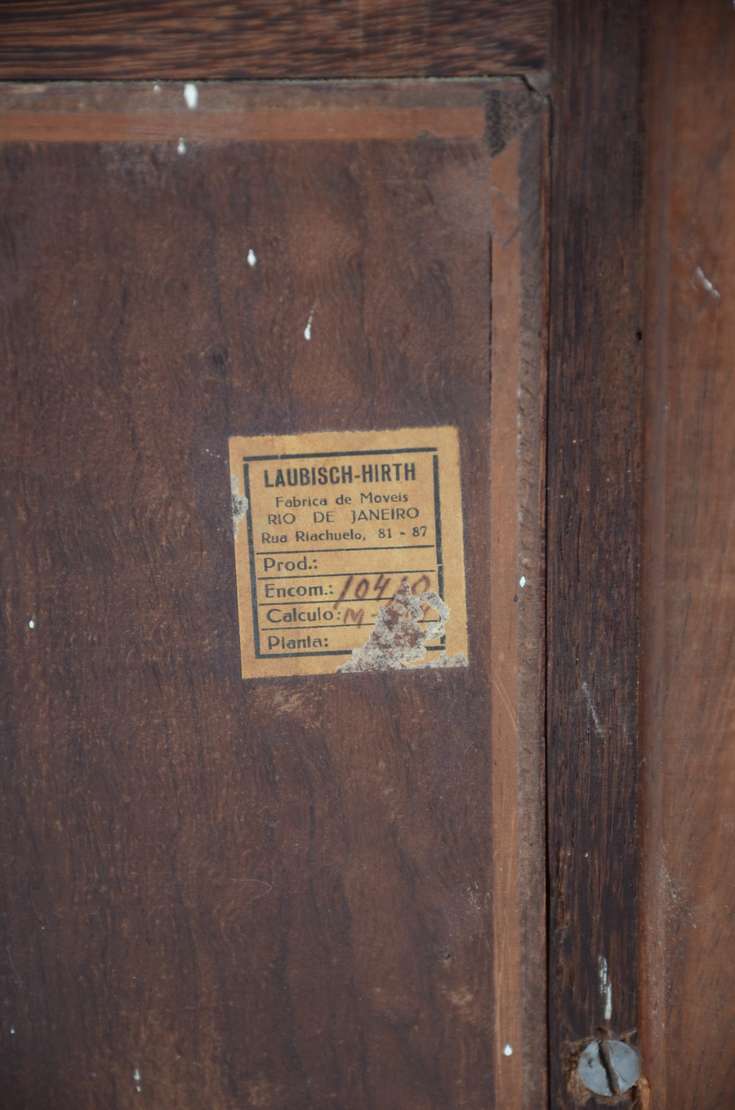 LAUBISCH-HIRTH
Fabrica de Moveis
RIO DE JANEIRO
Rua Riachuelo, 81 - 87
Prod.:
Encom.:
Calculo: M-
Planta: